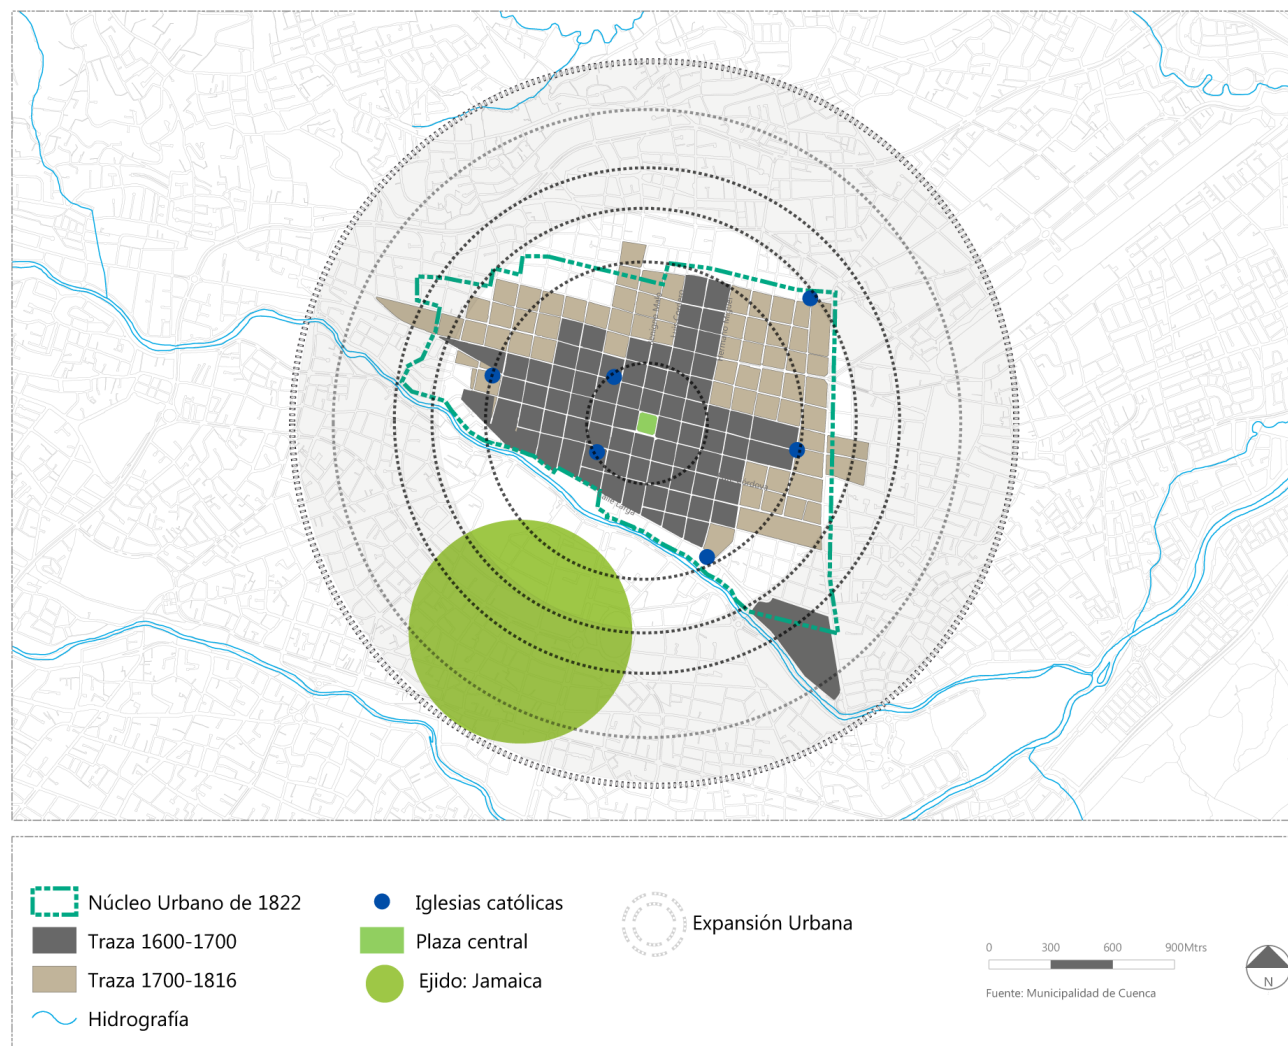 Núcleo Urbano de 1822
Traza 1600-1700
Traza 1700-1816
Hidrografía
Iglesias católicas
Plaza central
Ejido: Jamaica
Expansión Urbana
0 300 600 900Mtrs
Fuente: Municipalidad de Cuenca
N